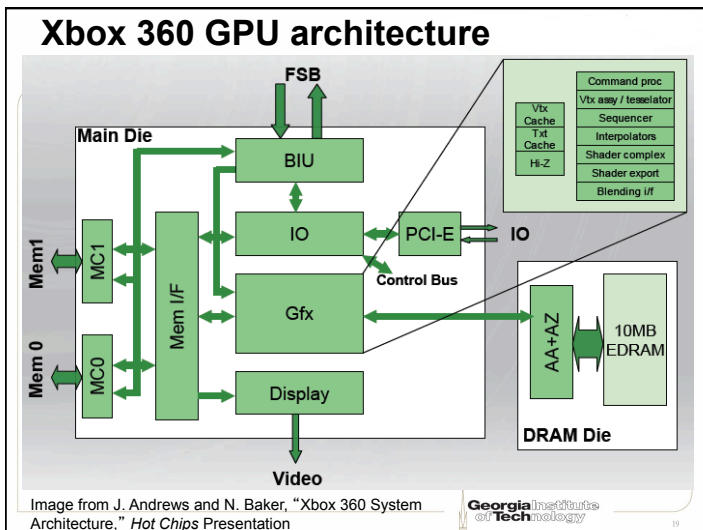 Xbox 360 GPU architecture
FSB
Main Die
BIU
IO
PCI-E
IO
Control Bus
Mem1
MC1
Mem I/F
Gfx
Mem 0
MC0
Display
Video
Command proc
Vtx assy / tesselator
Sequencer
Interpolators
Shader complex
Shader export
Blending i/f
Vtx
Cache
Txt
Cache
Hi-Z
AA+AZ
10MB
EDRAM
DRAM Die
Image from J. Andrews and N. Baker, “Xbox 360 System
Architecture,” Hot Chips Presentation
Georgia Institute
of Technology
19